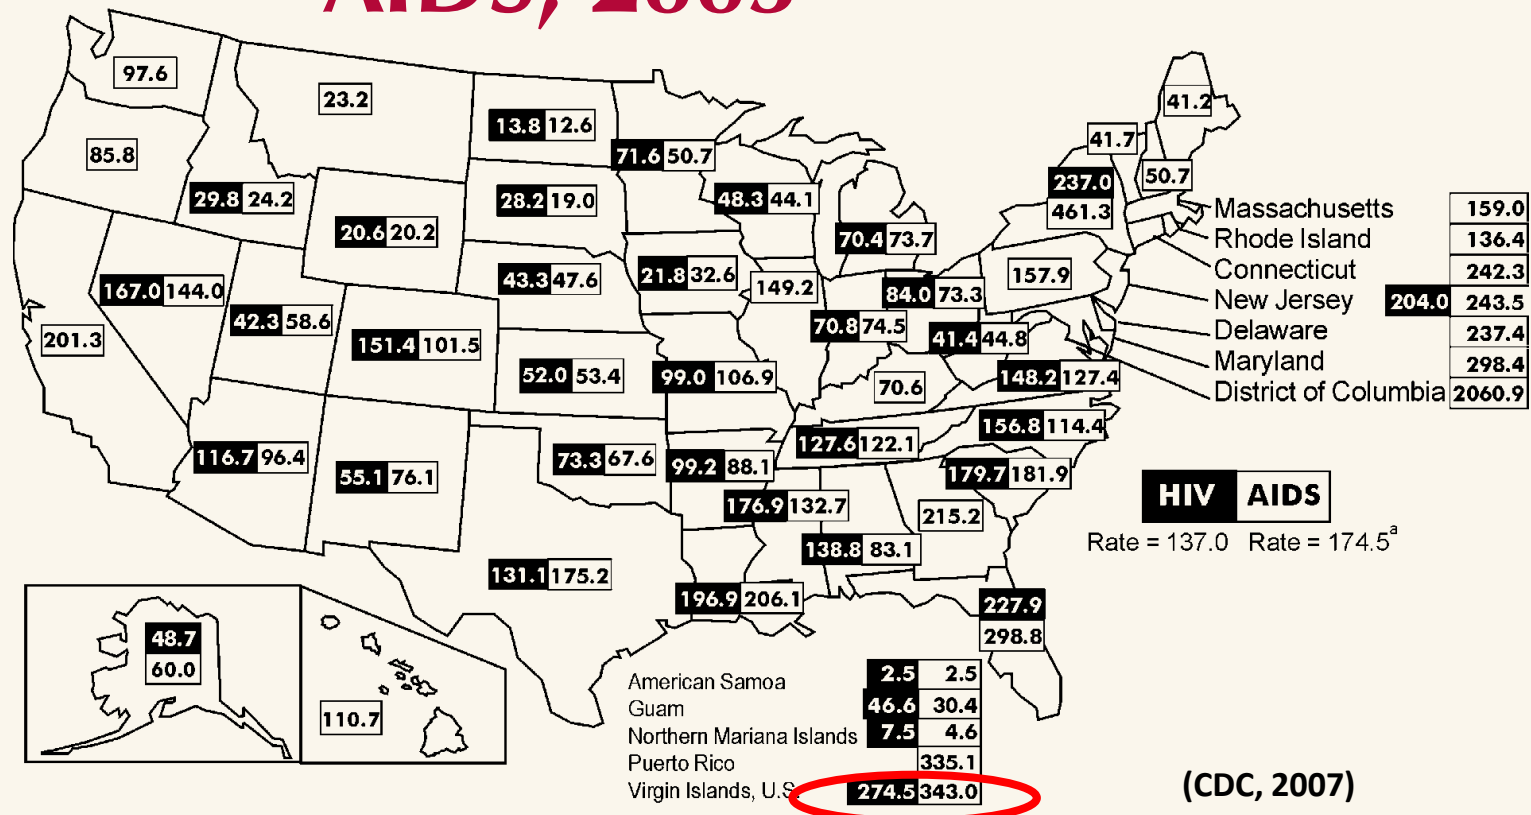 AIDS, 2005
97.6
23.2
13.8 12.6
71.6 50.7
41.2
41.7
85.8
29.8 24.2
28.2 19.0
48.3 44.1
237.0
461.3
50.7
20.6 20.2
70.4 73.7
Massachusetts 159.0
Rhode Island 136.4
Connecticut 242.3
New Jersey 204.0 243.5
Delaware 237.4
Maryland 298.4
District of Columbia 2060.9
167.0 144.0
43.3 47.6
21.8 32.6
149.2
84.0 73.3
157.9
201.3
42.3 58.6
151.4 101.5
70.8 74.5
41.4 44.8
52.0 53.4
99.0 106.9
70.6
148.2 127.4
116.7 96.4
55.1 76.1
73.3 67.6
99.2 88.1
127.6 122.1
156.8 114.4
179.7 181.9
176.9 132.7
215.2
138.8 83.1
131.1 175.2
196.9 206.1
227.9
298.8
HIV AIDS
Rate = 137.0 Rate = 174.5a
48.7
60.0
110.7
American Samoa 2.5 2.5
Guam 46.6 30.4
Northern Mariana Islands 7.5 4.6
Puerto Rico 335.1
Virgin Islands, U.S. 274.5 343.0
(CDC, 2007)